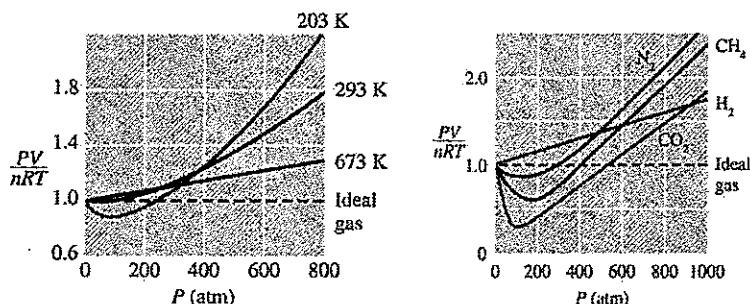 203 K
1.8
293 K
1.4
PV
nRT
673 K
1.0
Ideal
gas
0.6
0 200 400 600 800
P (atm)
CH₄
2.0
N₂
H₂
PV
nRT
CO₂
1.0
Ideal
gas
0
0 200 400 600 800 1000
P (atm)